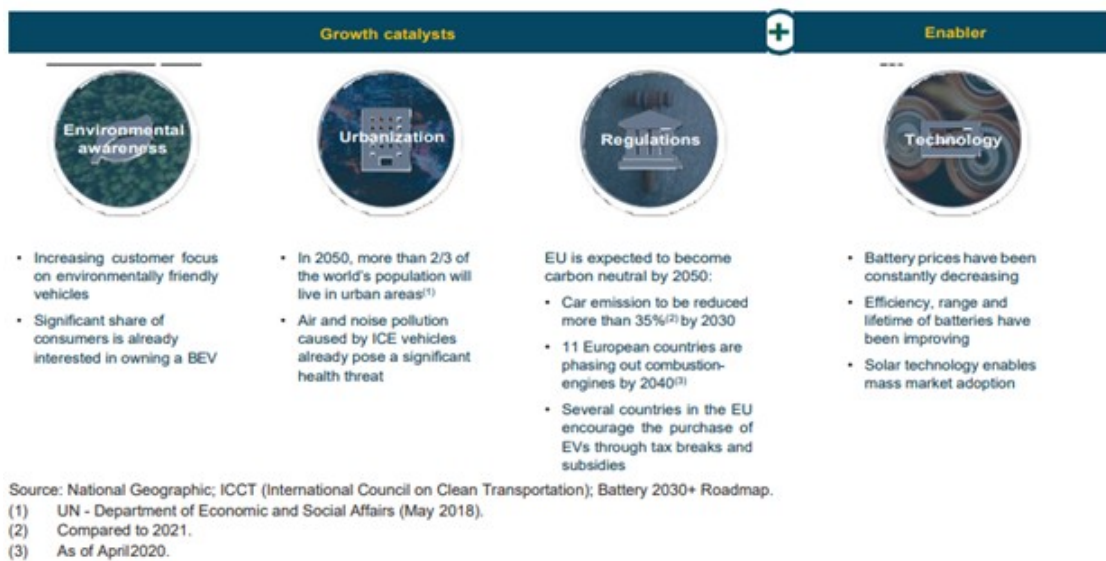 Growth catalysts
+
Enabler
Environmental
awareness
Urbanization
Regulations
Technology
• Increasing customer focus
on environmentally friendly
vehicles
• Significant share of
consumers is already
interested in owning a BEV
• In 2050, more than 2/3 of
the world's population will
live in urban areas(1)
• Air and noise pollution
caused by ICE vehicles
already pose a significant
health threat
EU is expected to become
carbon neutral by 2050:
• Car emission to be reduced
more than 35%(2) by 2030
• 11 European countries are
phasing out combustion-
engines by 2040(3)
• Several countries in the EU
encourage the purchase of
EVs through tax breaks and
subsidies
• Battery prices have been
constantly decreasing
• Efficiency, range and
lifetime of batteries have
been improving
• Solar technology enables
mass market adoption
Source: National Geographic; ICCT (International Council on Clean Transportation); Battery 2030+ Roadmap.
(1) UN - Department of Economic and Social Affairs (May 2018).
(2) Compared to 2021.
(3) As of April2020.